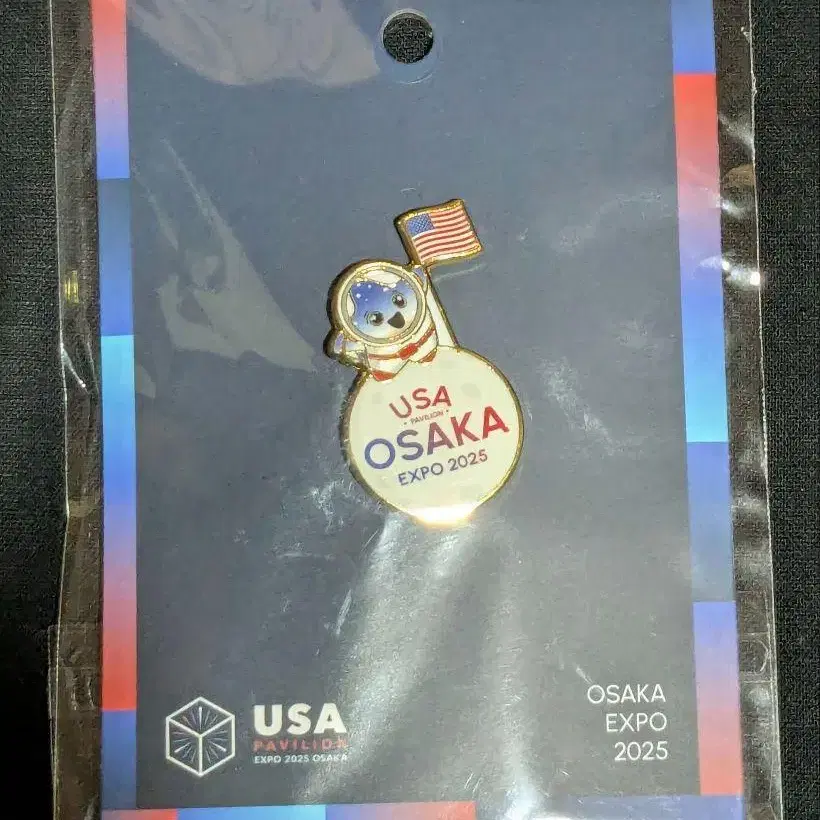 USA
PAVILION
OSAKA
EXPO 2025
USA
PAVILION
EXPO 2025 OSAKA
OSAKA
EXPO
2025